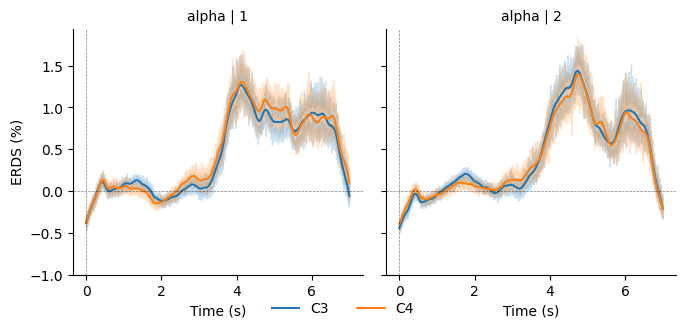 alpha | 1
alpha | 2
ERDS (%)
1.5
1.0
0.5
0.0
−0.5
−1.0
0 2 4 6
0 2 4 6
Time (s)
C3
C4
Time (s)